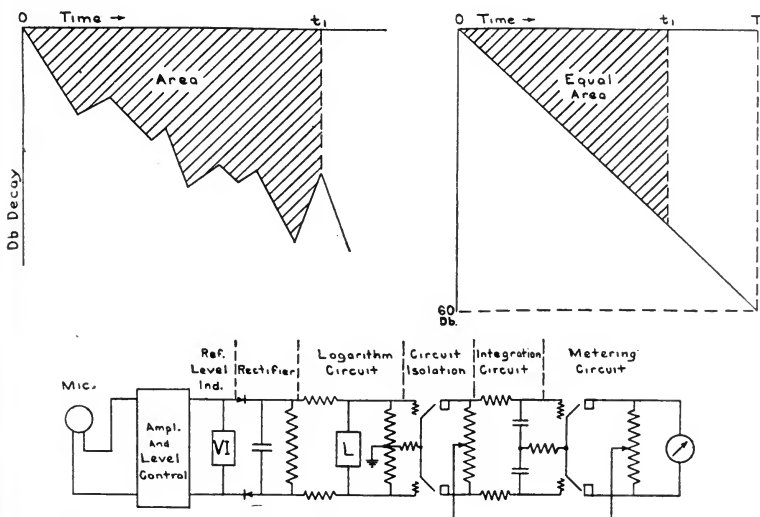 0 Time → t₁
Area
Db Decay
0 Time → t₁ T
Equal
Area
60
Db.
Mic.
Ampl.
and
Level
Control
Ref.
Level
Ind.
VI
Rectifier
Logarithm
Circuit
L
Circuit
Isolation
Integration
Circuit
Metering
Circuit